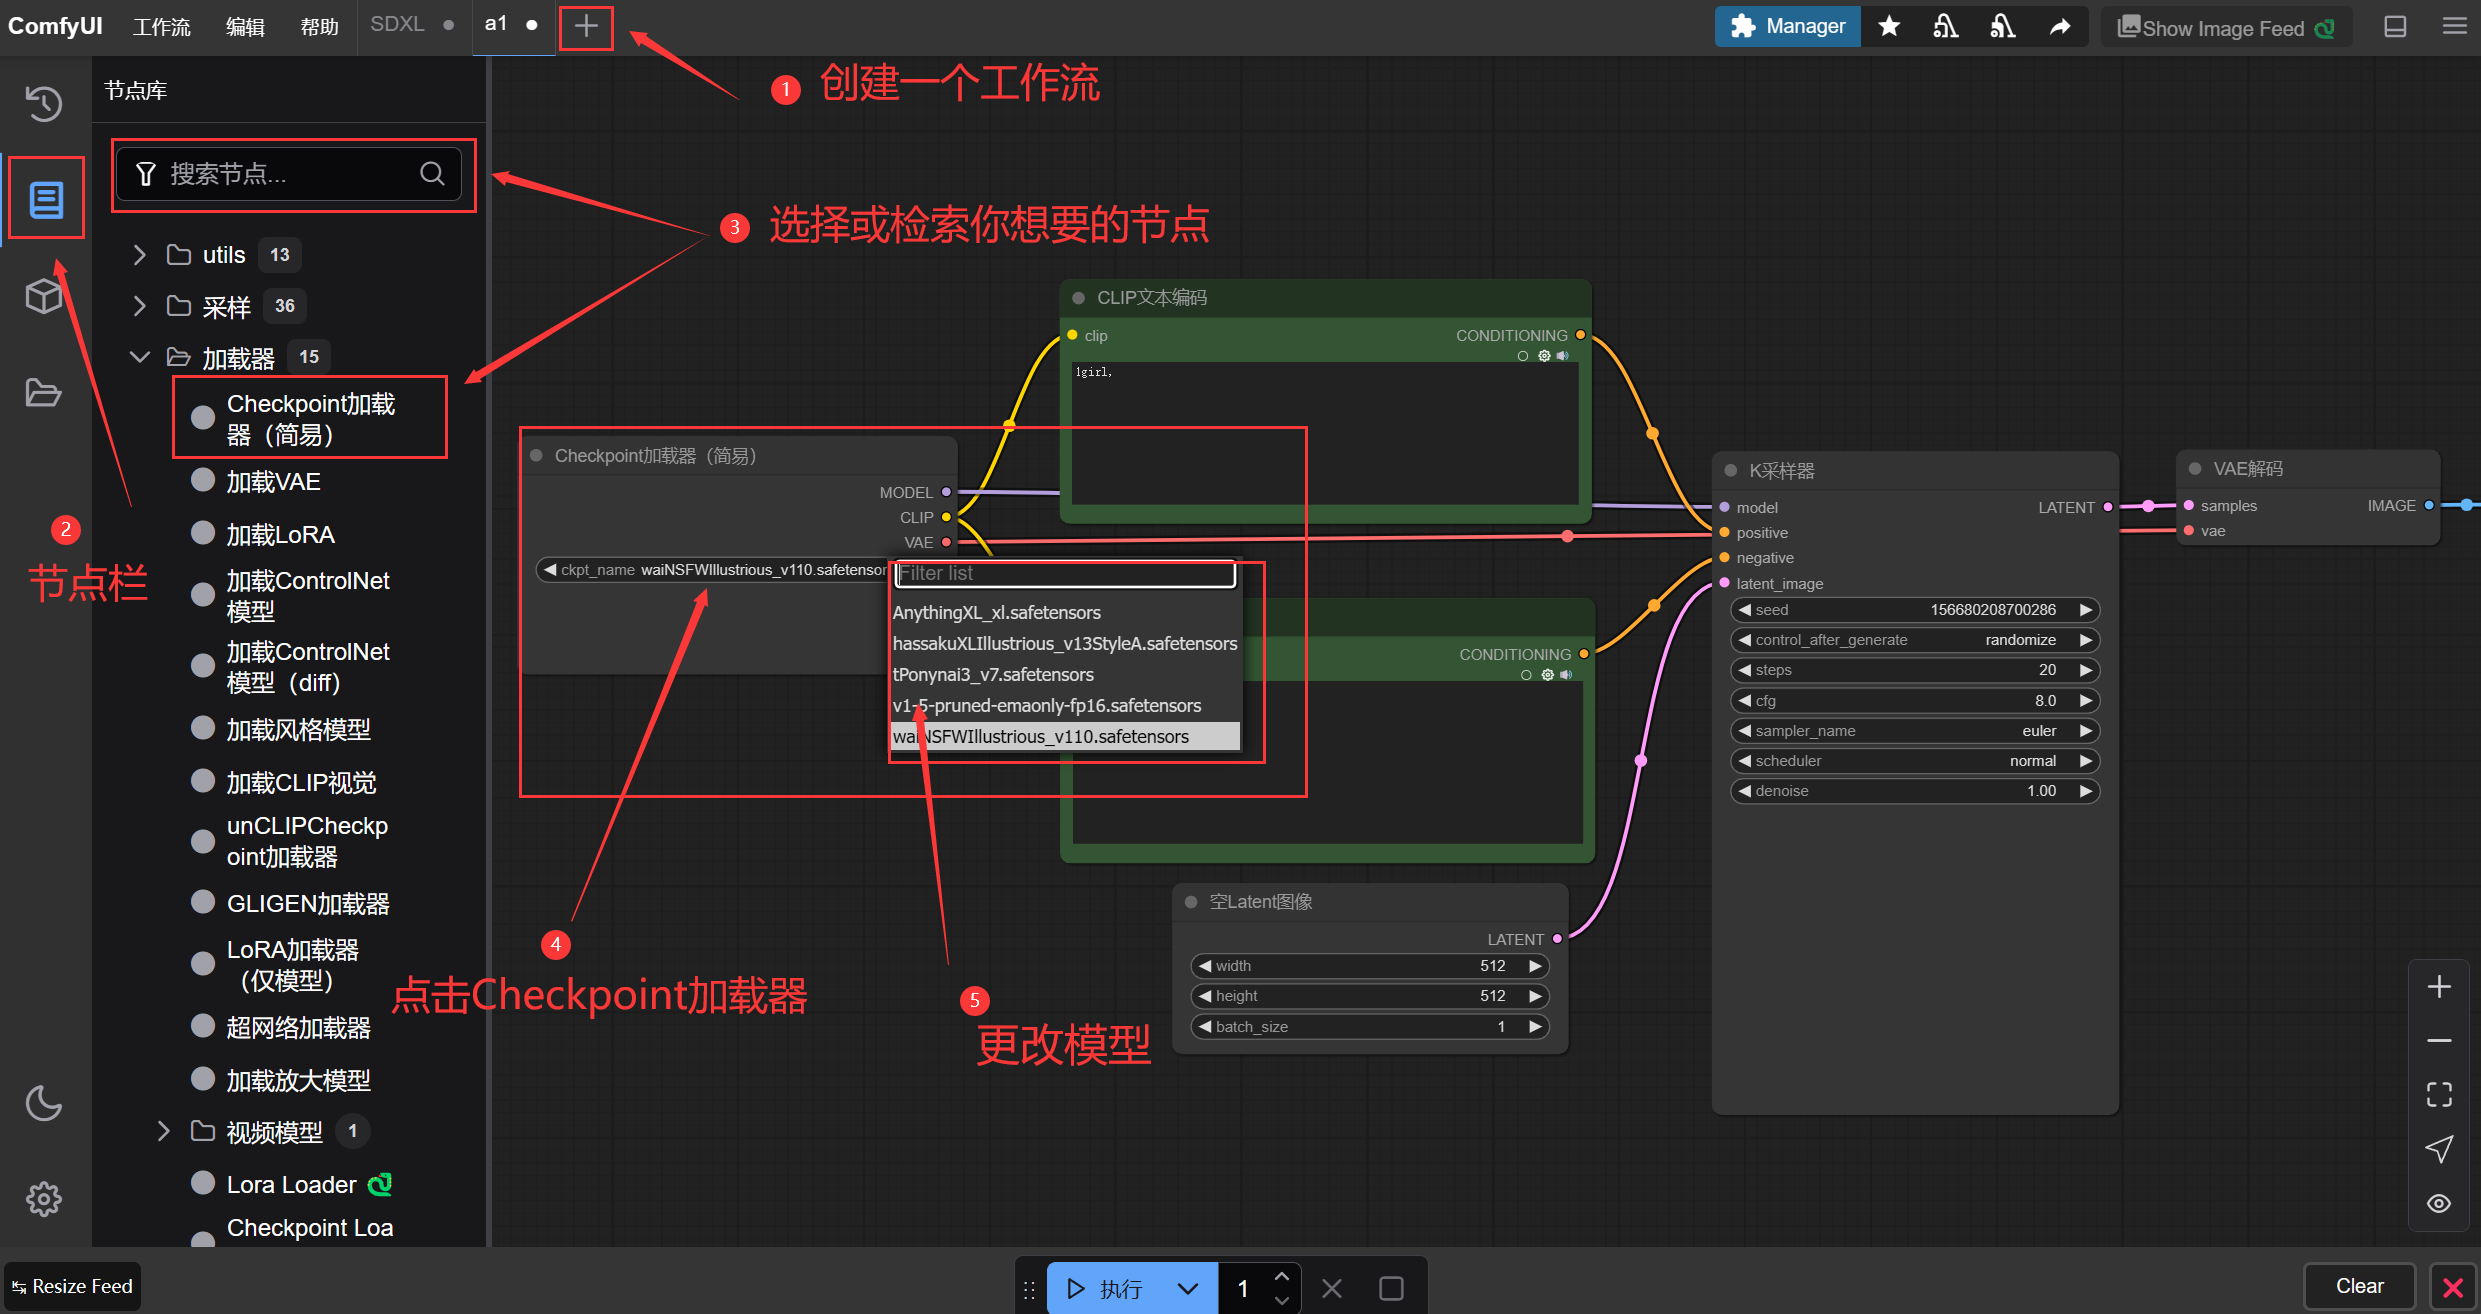 ComfyUI
工作流
编辑
帮助
SDXL
a1
Manager
Show Image Feed
1 创建一个工作流
节点库
搜索节点...
3 选择或检索你想要的节点
utils 13
采样 36
加载器 15
Checkpoint加载
器（简易）
加载VAE
加载LoRA
加载ControlNet
模型
加载ControlNet
模型（diff）
加载风格模型
加载CLIP视觉
unCLIPCheckp
oint加载器
GLIGEN加载器
LoRA加载器
（仅模型）
超网络加载器
加载放大模型
视频模型 1
Lora Loader
Checkpoint Loa
2
节点栏
CLIP文本编码
clip
CONDITIONING
1girl,
Checkpoint加载器（简易）
MODEL
CLIP
VAE
ckpt_name waiNSFWIllustrious_v110.safetensor
Filter list
AnythingXL_xl.safetensors
hassakuXLIllustrious_v13StyleA.safetensors
tPonynai3_v7.safetensors
v1-5-pruned-emaonly-fp16.safetensors
waiNSFWIllustrious_v110.safetensors
CONDITIONING
4
点击Checkpoint加载器
5
更改模型
空Latent图像
LATENT
width 512
height 512
batch_size 1
K采样器
model
LATENT
positive
negative
latent_image
seed 156680208700286
control_after_generate randomize
steps 20
cfg 8.0
sampler_name euler
scheduler normal
denoise 1.00
VAE解码
samples
IMAGE
vae
Resize Feed
执行
1
Clear